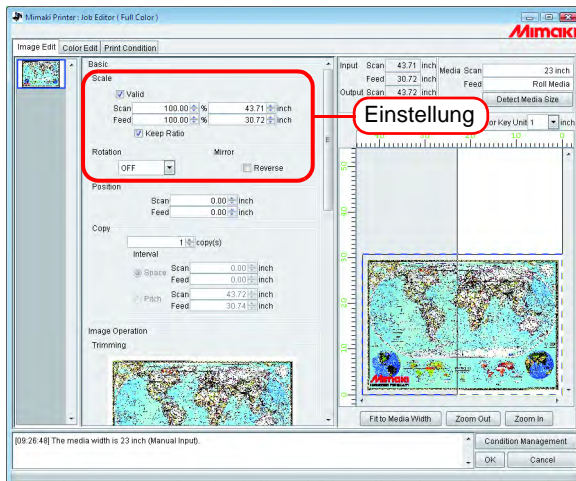 Mimaki Printer : Job Editor ( Full Color )
Mimaki
Image Edit Color Edit Print Condition
Basic
Scale
Valid
Scan 100.00 % 43.71 inch
Feed 100.00 % 30.72 inch
Keep Ratio
Rotation Mirror
OFF Reverse
Position
Scan 0.00 inch
Feed 0.00 inch
Copy
1 copy(s)
Interval
Space Scan 0.00 inch
Feed 0.00 inch
Pitch Scan 43.72 inch
Feed 30.74 inch
Image Operation
Trimming
Input Scan 43.71 inch Media Scan 23 inch
Feed 30.72 inch Feed Roll Media
Output Scan 43.72 inch Detect Media Size
Einstellung
or Key Unit 1 inch
10 0
0
Mimaki
Fit to Media Width Zoom Out Zoom In
[09:26:48] The media width is 23 inch (Manual Input).
Condition Management
OK Cancel